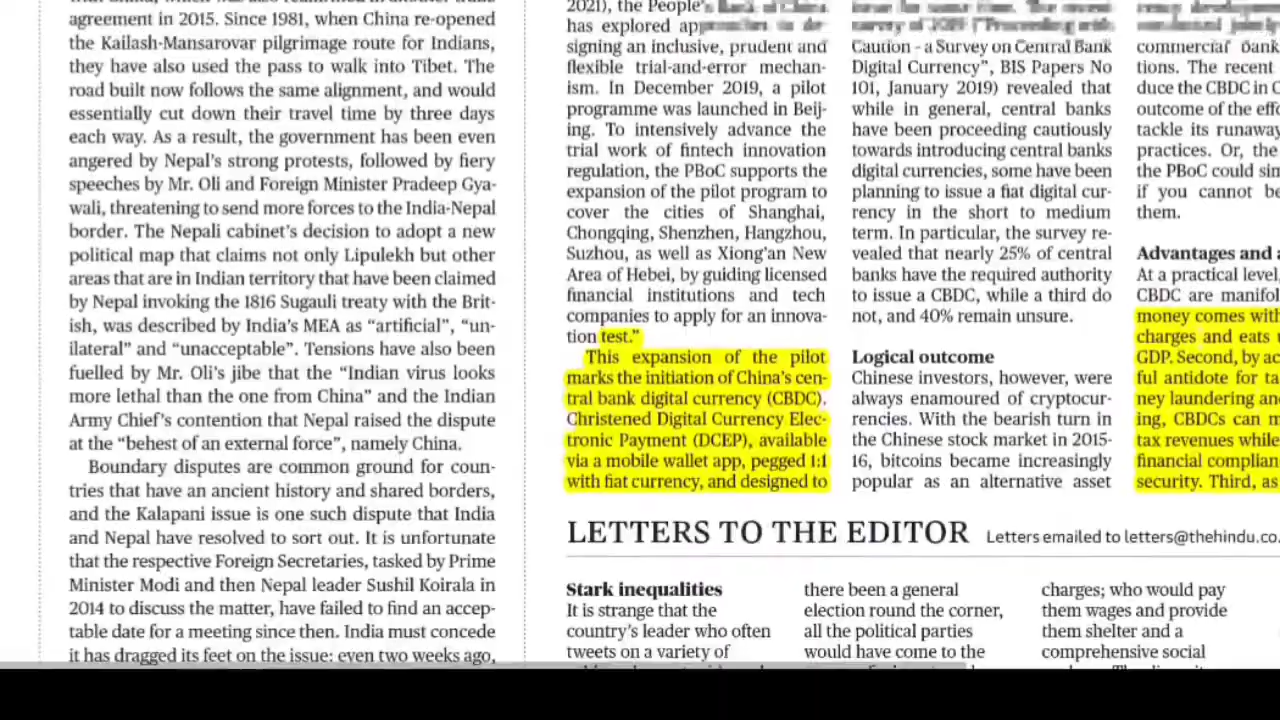 agreement in 2015. Since 1981, when China re-opened
the Kailash-Mansarovar pilgrimage route for Indians,
they have also used the pass to walk into Tibet. The
road built now follows the same alignment, and would
essentially cut down their travel time by three days
each way. As a result, the government has been even
angered by Nepal's strong protests, followed by fiery
speeches by Mr. Oli and Foreign Minister Pradeep Gya-
wali, threatening to send more forces to the India-Nepal
border. The Nepali cabinet's decision to adopt a new
political map that claims not only Lipulekh but other
areas that are in Indian territory that have been claimed
by Nepal invoking the 1816 Sugauli treaty with the Brit-
ish, was described by India's MEA as “artificial”, “un-
ilateral” and “unacceptable”. Tensions have also been
fuelled by Mr. Oli's jibe that the “Indian virus looks
more lethal than the one from China” and the Indian
Army Chief's contention that Nepal raised the dispute
at the “behest of an external force”, namely China.
Boundary disputes are common ground for coun-
tries that have an ancient history and shared borders,
and the Kalapani issue is one such dispute that India
and Nepal have resolved to sort out. It is unfortunate
that the respective Foreign Secretaries, tasked by Prime
Minister Modi and then Nepal leader Sushil Koirala in
2014 to discuss the matter, have failed to find an accep-
table date for a meeting since then. India must concede
it has dragged its feet on the issue: even two weeks ago,
2021), the People's
has explored
signing an inclusive, prudent and
flexible trial-and-error mechan-
ism. In December 2019, a pilot
programme was launched in Beij-
ing. To intensively advance the
trial work of fintech innovation
regulation, the PBoC supports the
expansion of the pilot program to
cover the cities of Shanghai,
Chongqing, Shenzhen, Hangzhou,
Suzhou, as well as Xiong'an New
Area of Hebei, by guiding licensed
financial institutions and tech
companies to apply for an innova-
tion test.”
This expansion of the pilot
marks the initiation of China's cen-
tral bank digital currency (CBDC).
Christened Digital Currency Elec-
tronic Payment (DCEP), available
via a mobile wallet app, pegged 1:1
with fiat currency, and designed to
Caution - a Survey on Central Bank
Digital Currency”, BIS Papers No
101, January 2019) revealed that
while in general, central banks
have been proceeding cautiously
towards introducing central banks
digital currencies, some have been
planning to issue a fiat digital cur-
rency in the short to medium
term. In particular, the survey re-
vealed that nearly 25% of central
banks have the required authority
to issue a CBDC, while a third do
not, and 40% remain unsure.
Logical outcome
Chinese investors, however, were
always enamoured of cryptocur-
rencies. With the bearish turn in
the Chinese stock market in 2015-
16, bitcoins became increasingly
popular as an alternative asset
commercial bank
tions. The recent
duce the CBDC in C
outcome of the effo
tackle its runaway
practices. Or, the
the PBoC could sim
if you cannot be
them.
Advantages and a
At a practical level,
CBDC are manifol
money comes with
charges and eats u
GDP. Second, by ac
ful antidote for ta
ney laundering and
ing, CBDCs can m
tax revenues while
financial complian
security. Third, as
LETTERS TO THE EDITOR Letters emailed to letters@thehindu.co.
Stark inequalities
It is strange that the
country's leader who often
tweets on a variety of
there been a general
election round the corner,
all the political parties
would have come to the
charges; who would pay
them wages and provide
them shelter and a
comprehensive social